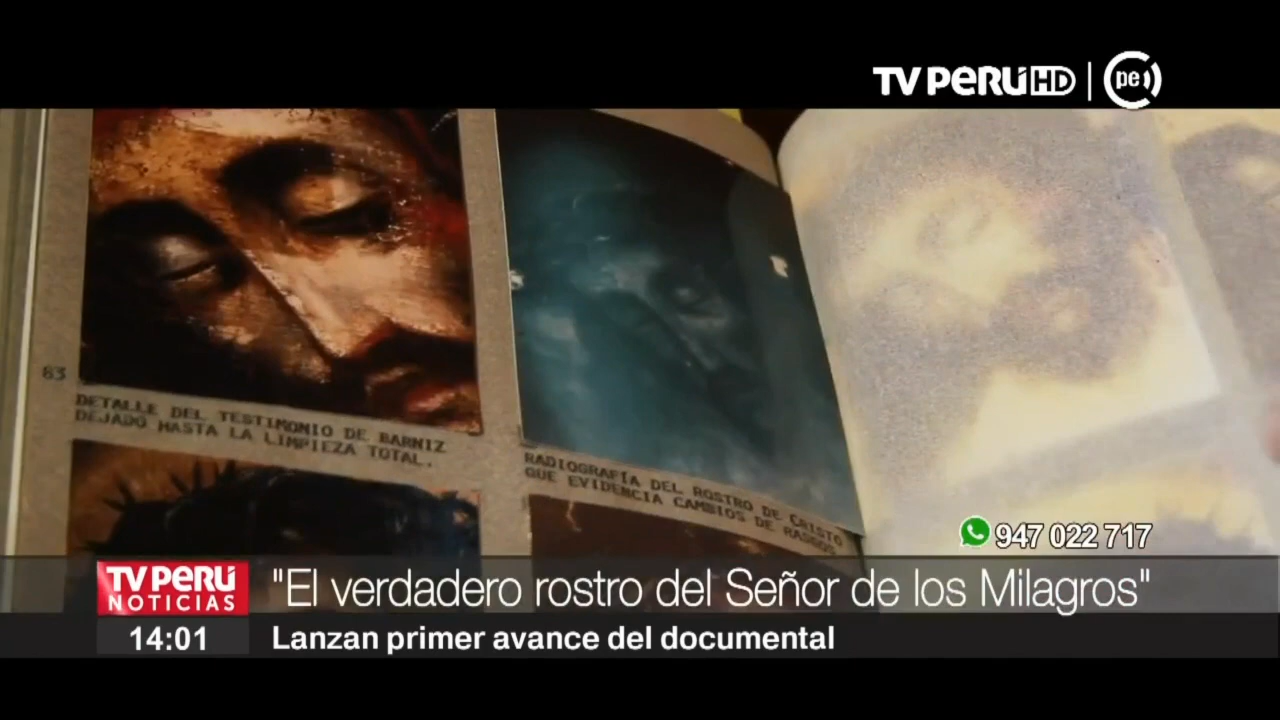 TV PERÚ HD | pe
83
DETALLE DEL TESTIMONIO DE BARNIZ
DEJADO HASTA LA LIMPIEZA TOTAL.
RADIOGRAFÍA DEL ROSTRO DE CRISTO
QUE EVIDENCIA CAMBIOS DE RASGOS
947 022 717
TV PERÚ
NOTICIAS
"El verdadero rostro del Señor de los Milagros"
14:01
Lanzan primer avance del documental